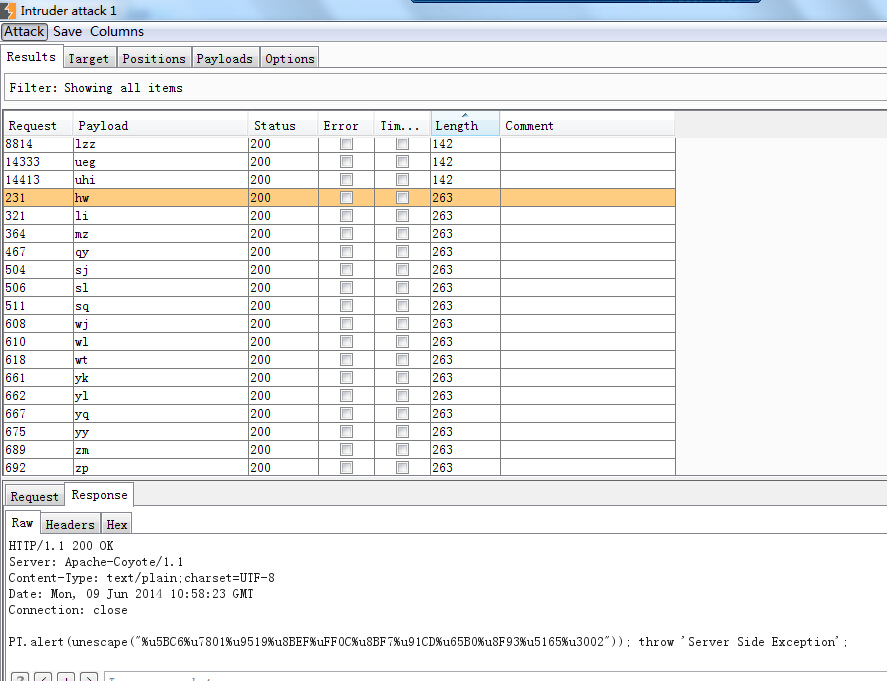 Intruder attack 1
Attack Save Columns
Results Target Positions Payloads Options
Filter: Showing all items
Request Payload Status Error Tim... Length Comment
8814 lzz 200 142
14333 ueg 200 142
14413 uhi 200 142
231 hw 200 263
321 li 200 263
364 mz 200 263
467 qy 200 263
504 sj 200 263
506 sl 200 263
511 sq 200 263
608 wj 200 263
610 wl 200 263
618 wt 200 263
661 yk 200 263
662 yl 200 263
667 yq 200 263
675 yy 200 263
689 zm 200 263
692 zp 200 263
Request Response
Raw Headers Hex
HTTP/1.1 200 OK
Server: Apache-Coyote/1.1
Content-Type: text/plain;charset=UTF-8
Date: Mon, 09 Jun 2014 10:58:23 GMT
Connection: close
PT.alert(unescape("%u5BC6%u7801%u9519%u8BEF%uFF0C%u8BF7%u91CD%u65B0%u8F93%u5165%u3002")); throw 'Server Side Exception';